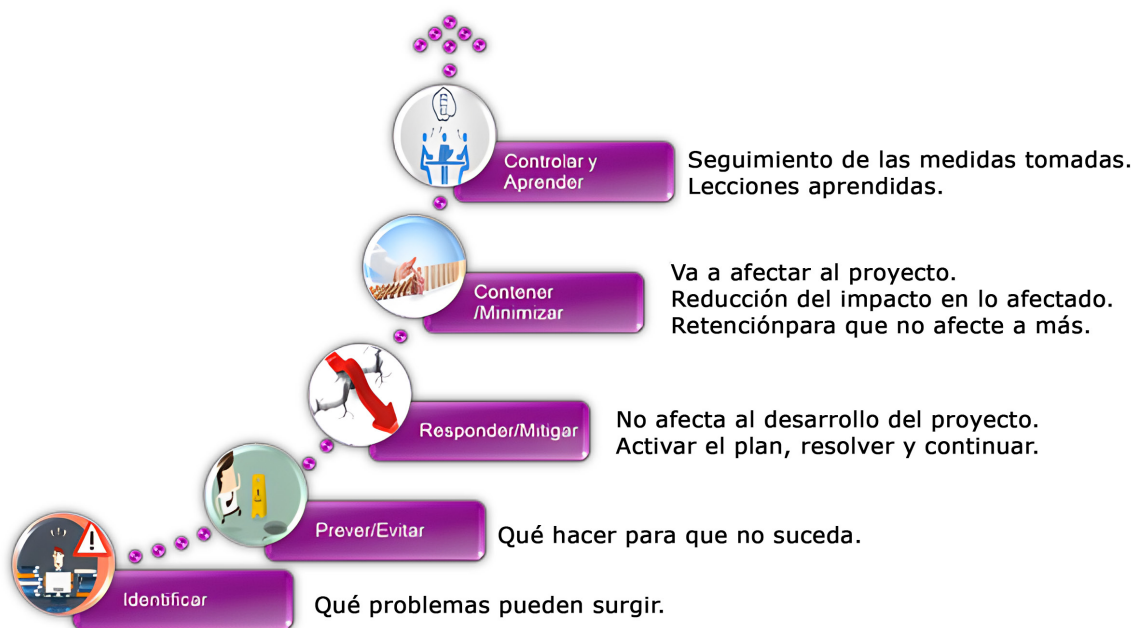 Controlar y
Aprender
Seguimiento de las medidas tomadas.
Lecciones aprendidas.
Contener
/Minimizar
Va a afectar al proyecto.
Reducción del impacto en lo afectado.
Retenciónpara que no afecte a más.
Responder/Mitigar
No afecta al desarrollo del proyecto.
Activar el plan, resolver y continuar.
Prever/Evitar
Qué hacer para que no suceda.
Identificar
Qué problemas pueden surgir.